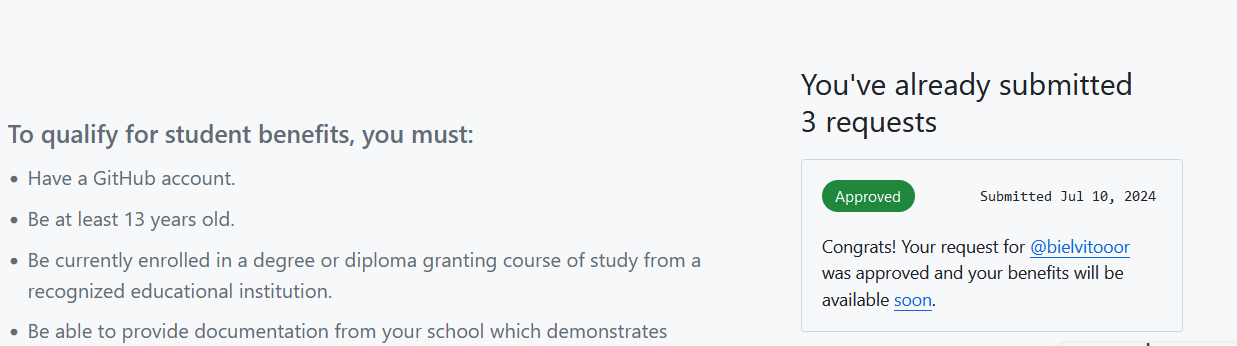 To qualify for student benefits, you must:
• Have a GitHub account.
• Be at least 13 years old.
• Be currently enrolled in a degree or diploma granting course of study from a
recognized educational institution.
• Be able to provide documentation from your school which demonstrates
You've already submitted
3 requests
Approved
Submitted Jul 10, 2024
Congrats! Your request for @bielvitooor
was approved and your benefits will be
available soon.